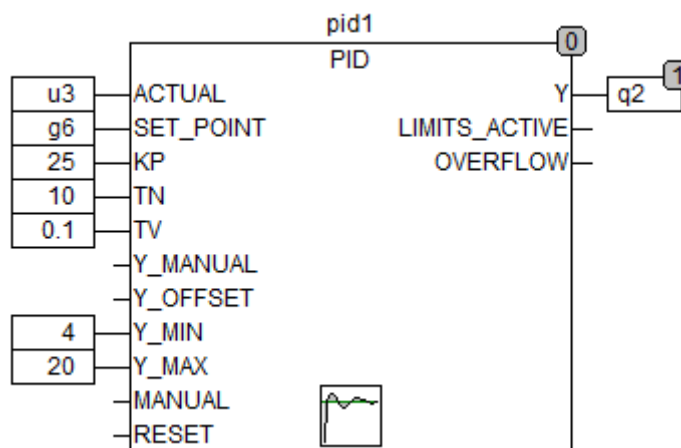 pid1
0
PID
1
u3 ACTUAL Y q2
g6 SET_POINT LIMITS_ACTIVE
25 KP OVERFLOW
10 TN
0.1 TV
Y_MANUAL
Y_OFFSET
4 Y_MIN
20 Y_MAX
MANUAL
RESET